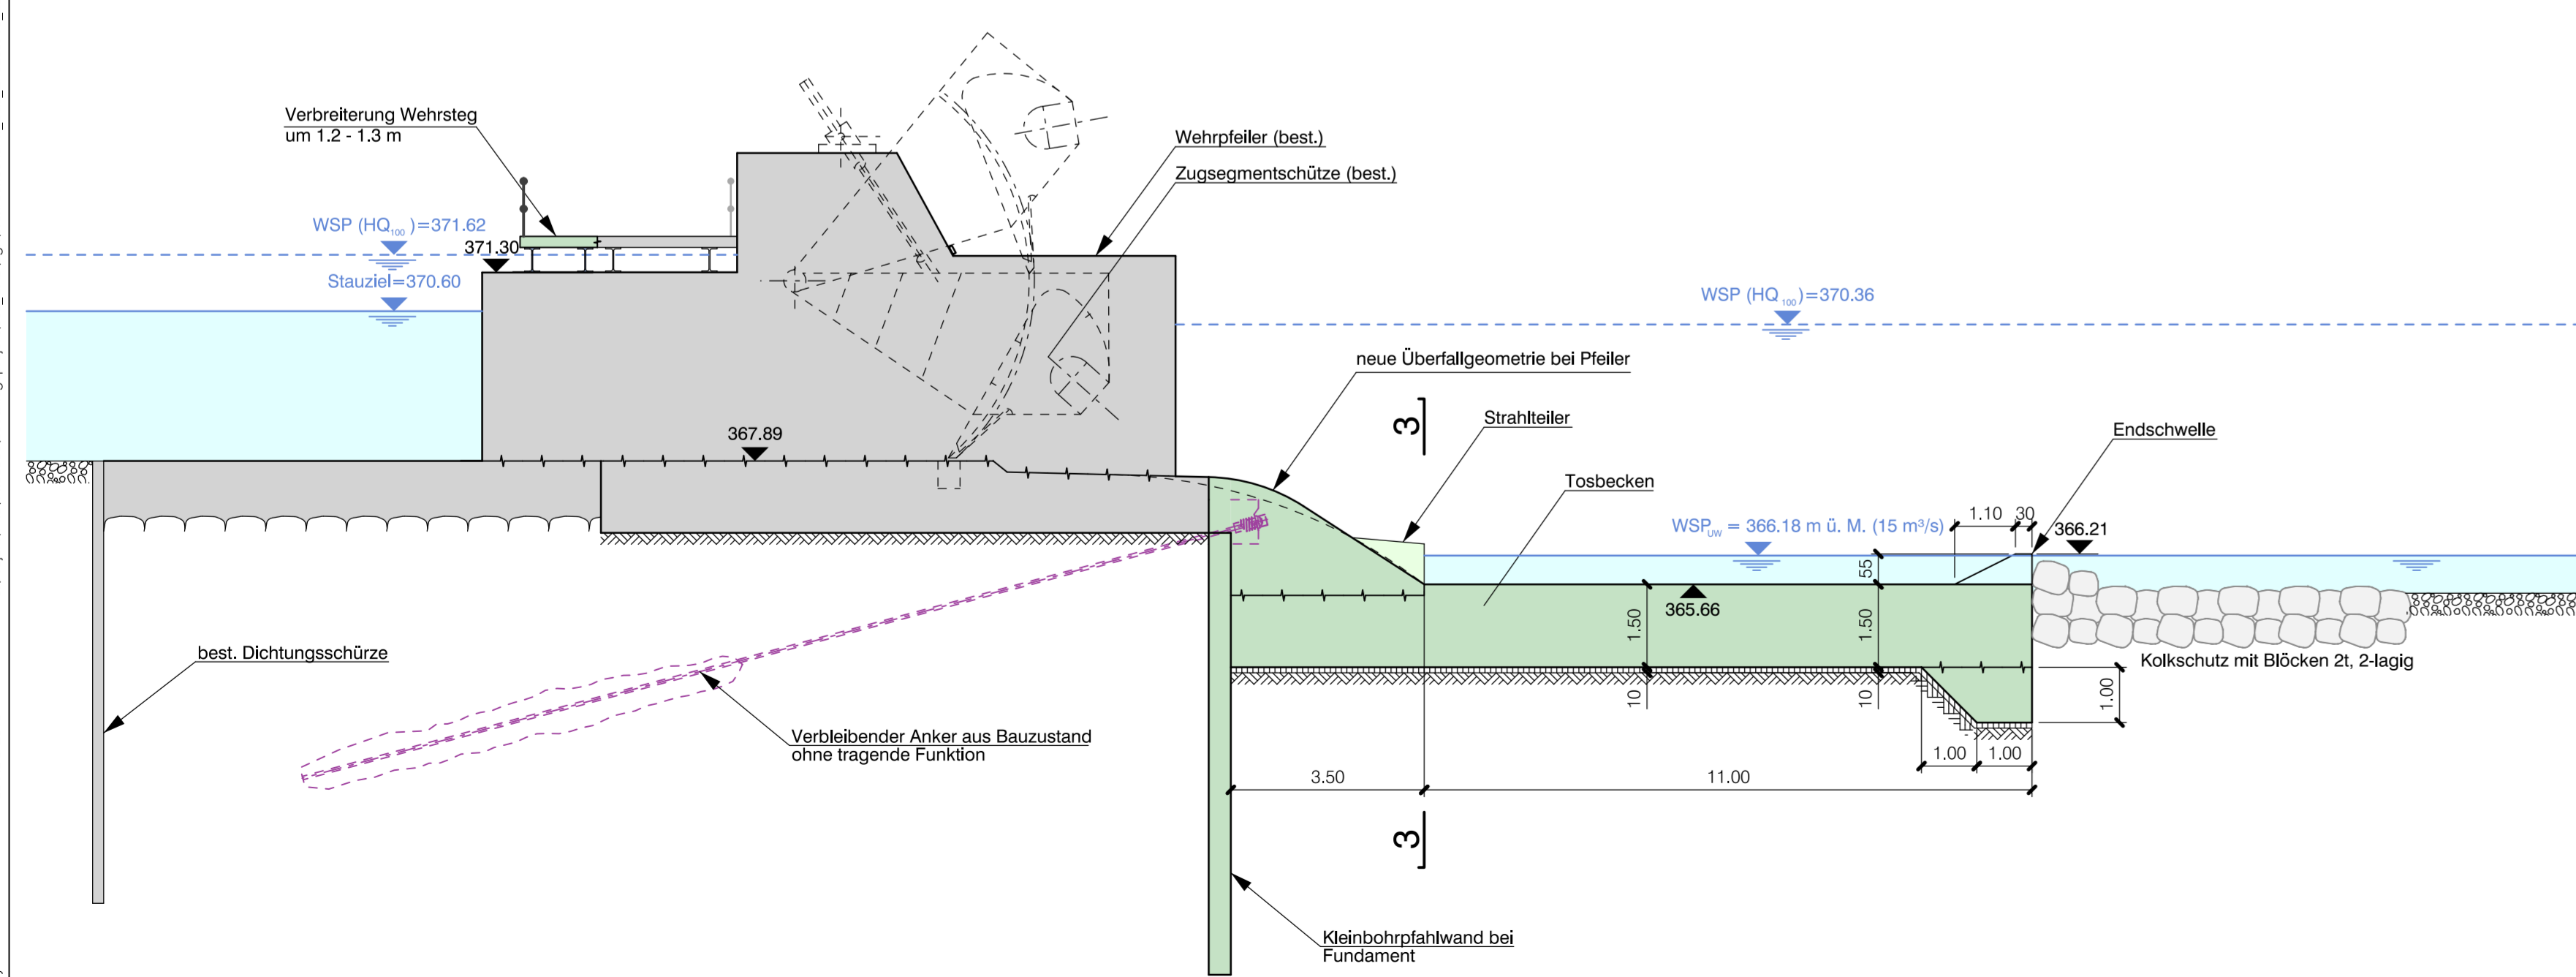 Verbreiterung Wehrsteg
um 1.2 - 1.3 m
Wehrpfeiler (best.)
Zugsegmentschütze (best.)
WSP (HQ100)=371.62
371.30
Stauziel=370.60
WSP (HQ100)=370.36
neue Überfallgeometrie bei Pfeiler
3
Strahlteiler
Endschwelle
367.89
Tosbecken
WSPUW = 366.18 m ü. M. (15 m³/s)
1.10
30
366.21
55
365.66
1.50
1.50
Kolkschutz mit Blöcken 2t, 2-lagig
best. Dichtungsschürze
10
10
1.00
Verbleibender Anker aus Bauzustand
ohne tragende Funktion
1.00
1.00
3.50
11.00
3
Kleinbohrpfahlwand bei
Fundament